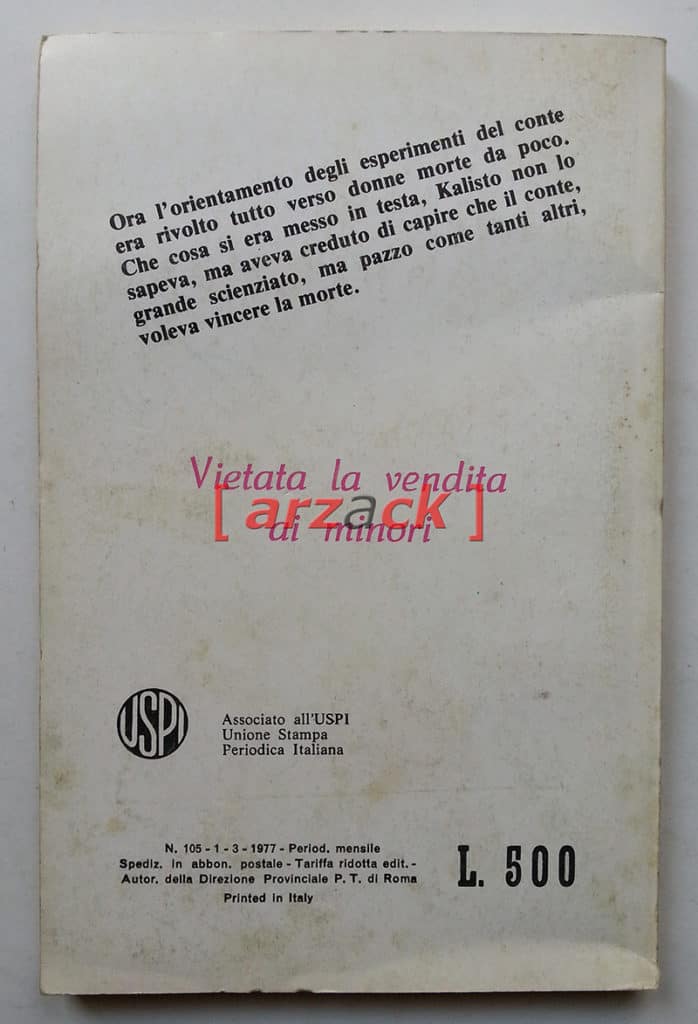 Ora l'orientamento degli esperimenti del conte
era rivolto tutto verso donne morte da poco.
Che cosa si era messo in testa, Kalisto non lo
sapeva, ma aveva creduto di capire che il conte,
grande scienziato, ma pazzo come tanti altri,
voleva vincere la morte.
Vietata la vendita
[ arzack ]
ai minori
USPI
Associato all'USPI
Unione Stampa
Periodica Italiana
N. 105 - 1 - 3 - 1977 - Period. mensile
Spediz. in abbon. postale - Tariffa ridotta edit. -
Autor. della Direzione Provinciale P. T. di Roma
Printed in Italy
L. 500